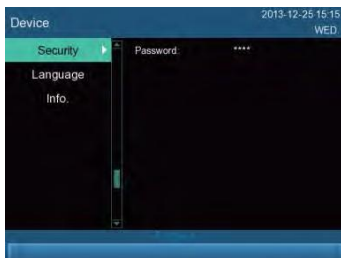 Device
2013-12-25 15:15
WED.
Security
Password: ****
Language
Info.